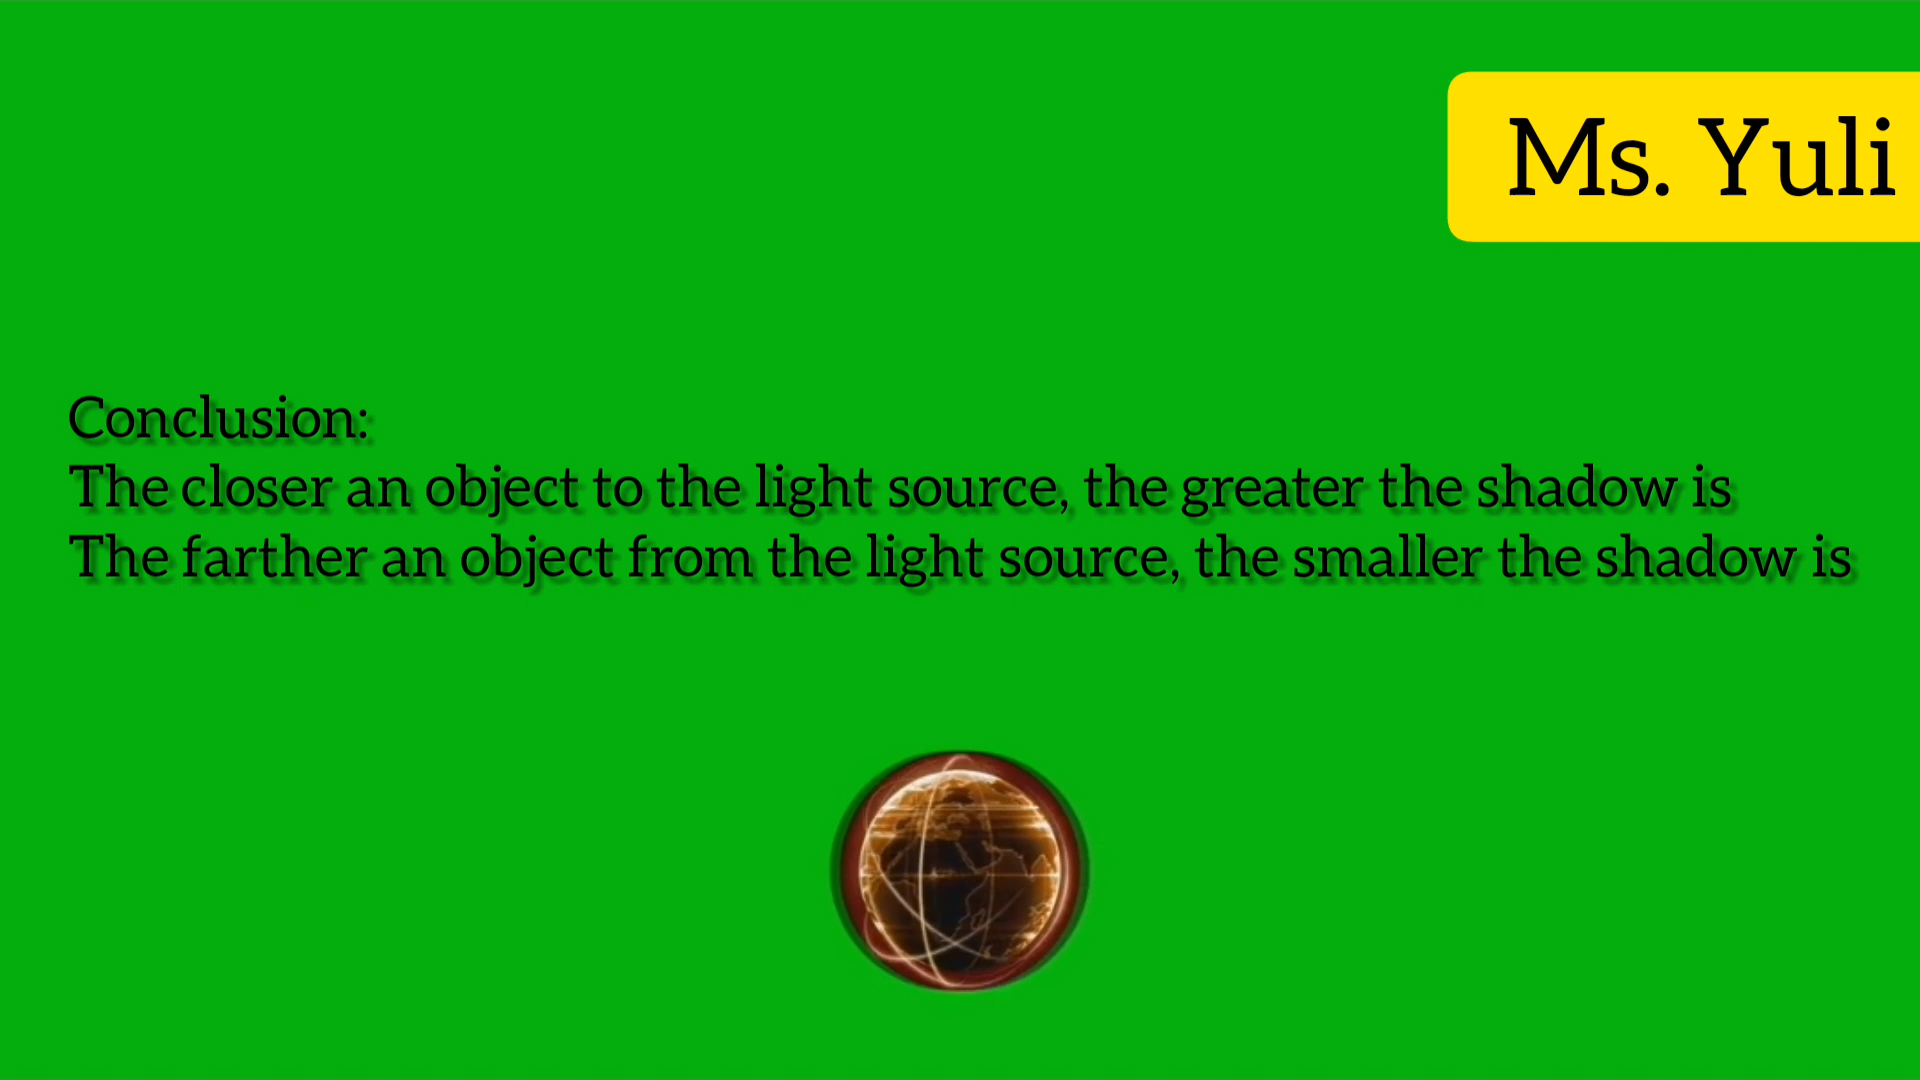 Ms. Yuli
Conclusion:
The closer an object to the light source, the greater the shadow is
The farther an object from the light source, the smaller the shadow is